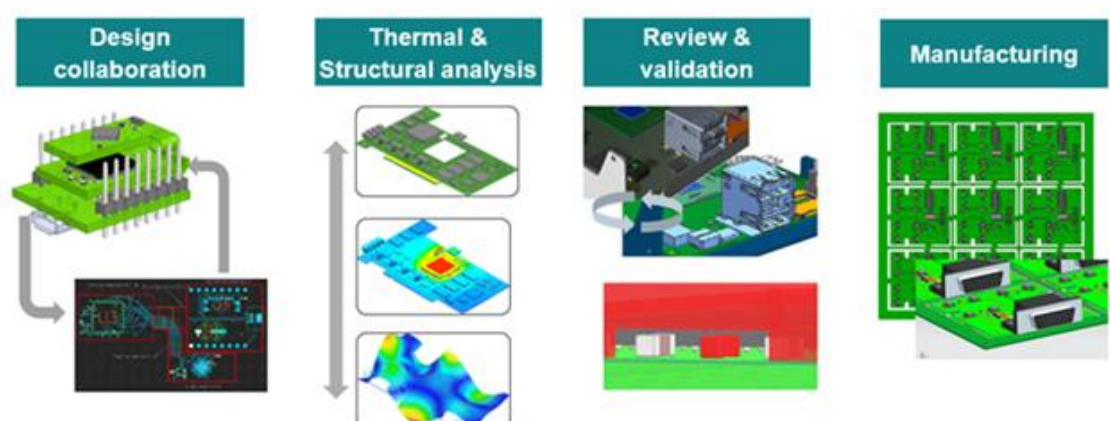 Design
collaboration
Thermal &
Structural analysis
Review &
validation
Manufacturing